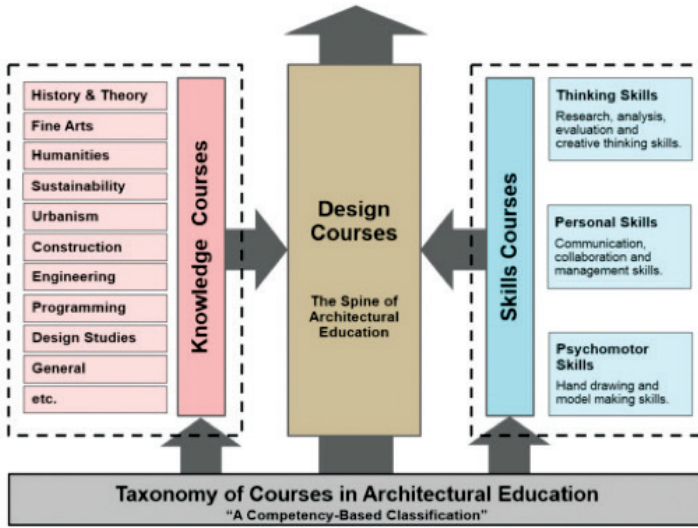 History & Theory
Fine Arts
Humanities
Sustainability
Urbanism
Construction
Engineering
Programming
Design Studies
General
etc.
Knowledge Courses
Design
Courses
The Spine of
Architectural
Education
Skills Courses
Thinking Skills
Research, analysis,
evaluation and
creative thinking skills.
Personal Skills
Communication,
collaboration and
management skills.
Psychomotor
Skills
Hand drawing and
model making skills.
Taxonomy of Courses in Architectural Education
“A Competency-Based Classification”